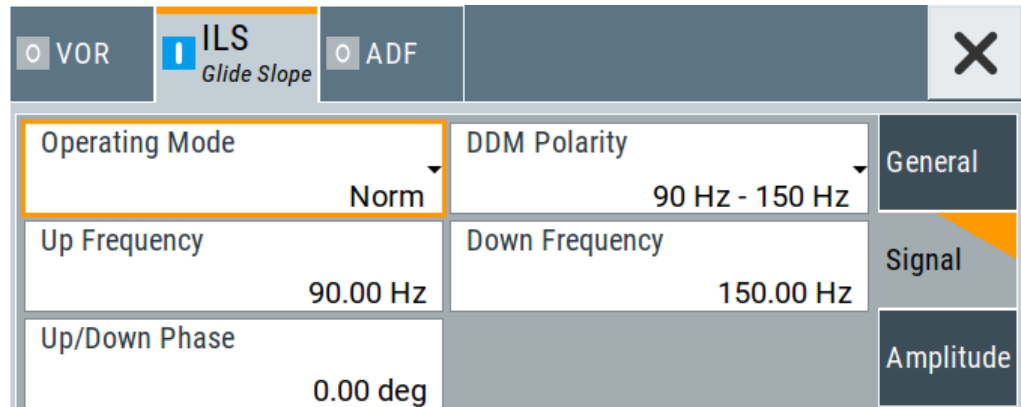 VOR
ILS
Glide Slope
ADF
Operating Mode
Norm
DDM Polarity
90 Hz - 150 Hz
General
Up Frequency
90.00 Hz
Down Frequency
150.00 Hz
Signal
Up/Down Phase
0.00 deg
Amplitude